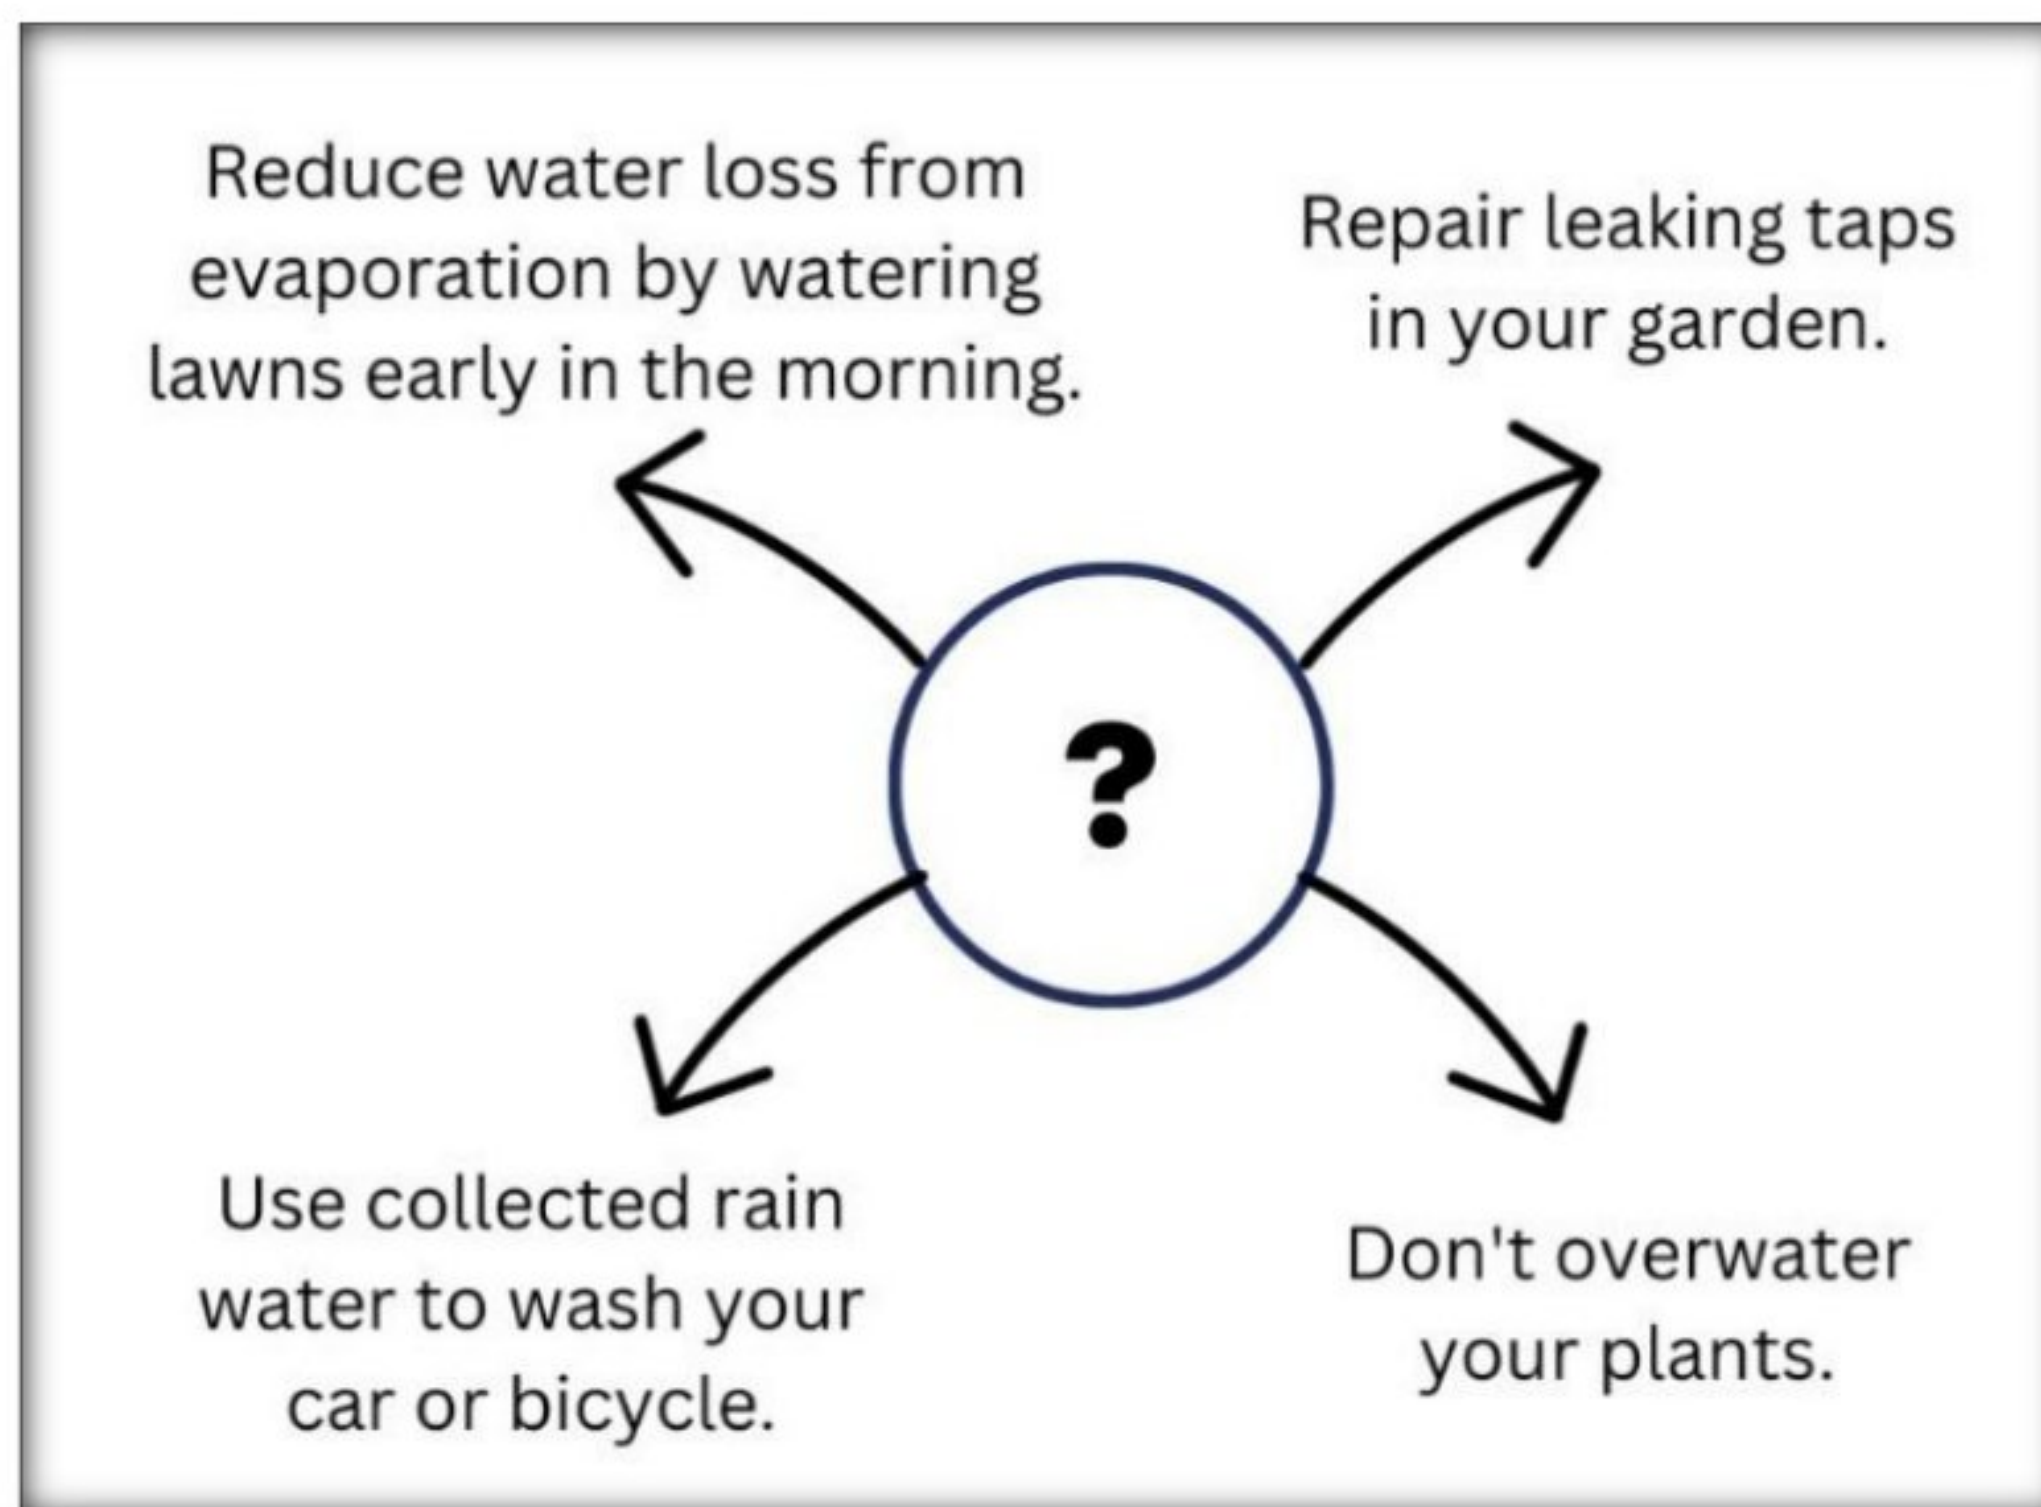 Reduce water loss from
evaporation by watering
lawns early in the morning.
Repair leaking taps
in your garden.
?
Use collected rain
water to wash your
car or bicycle.
Don't overwater
your plants.